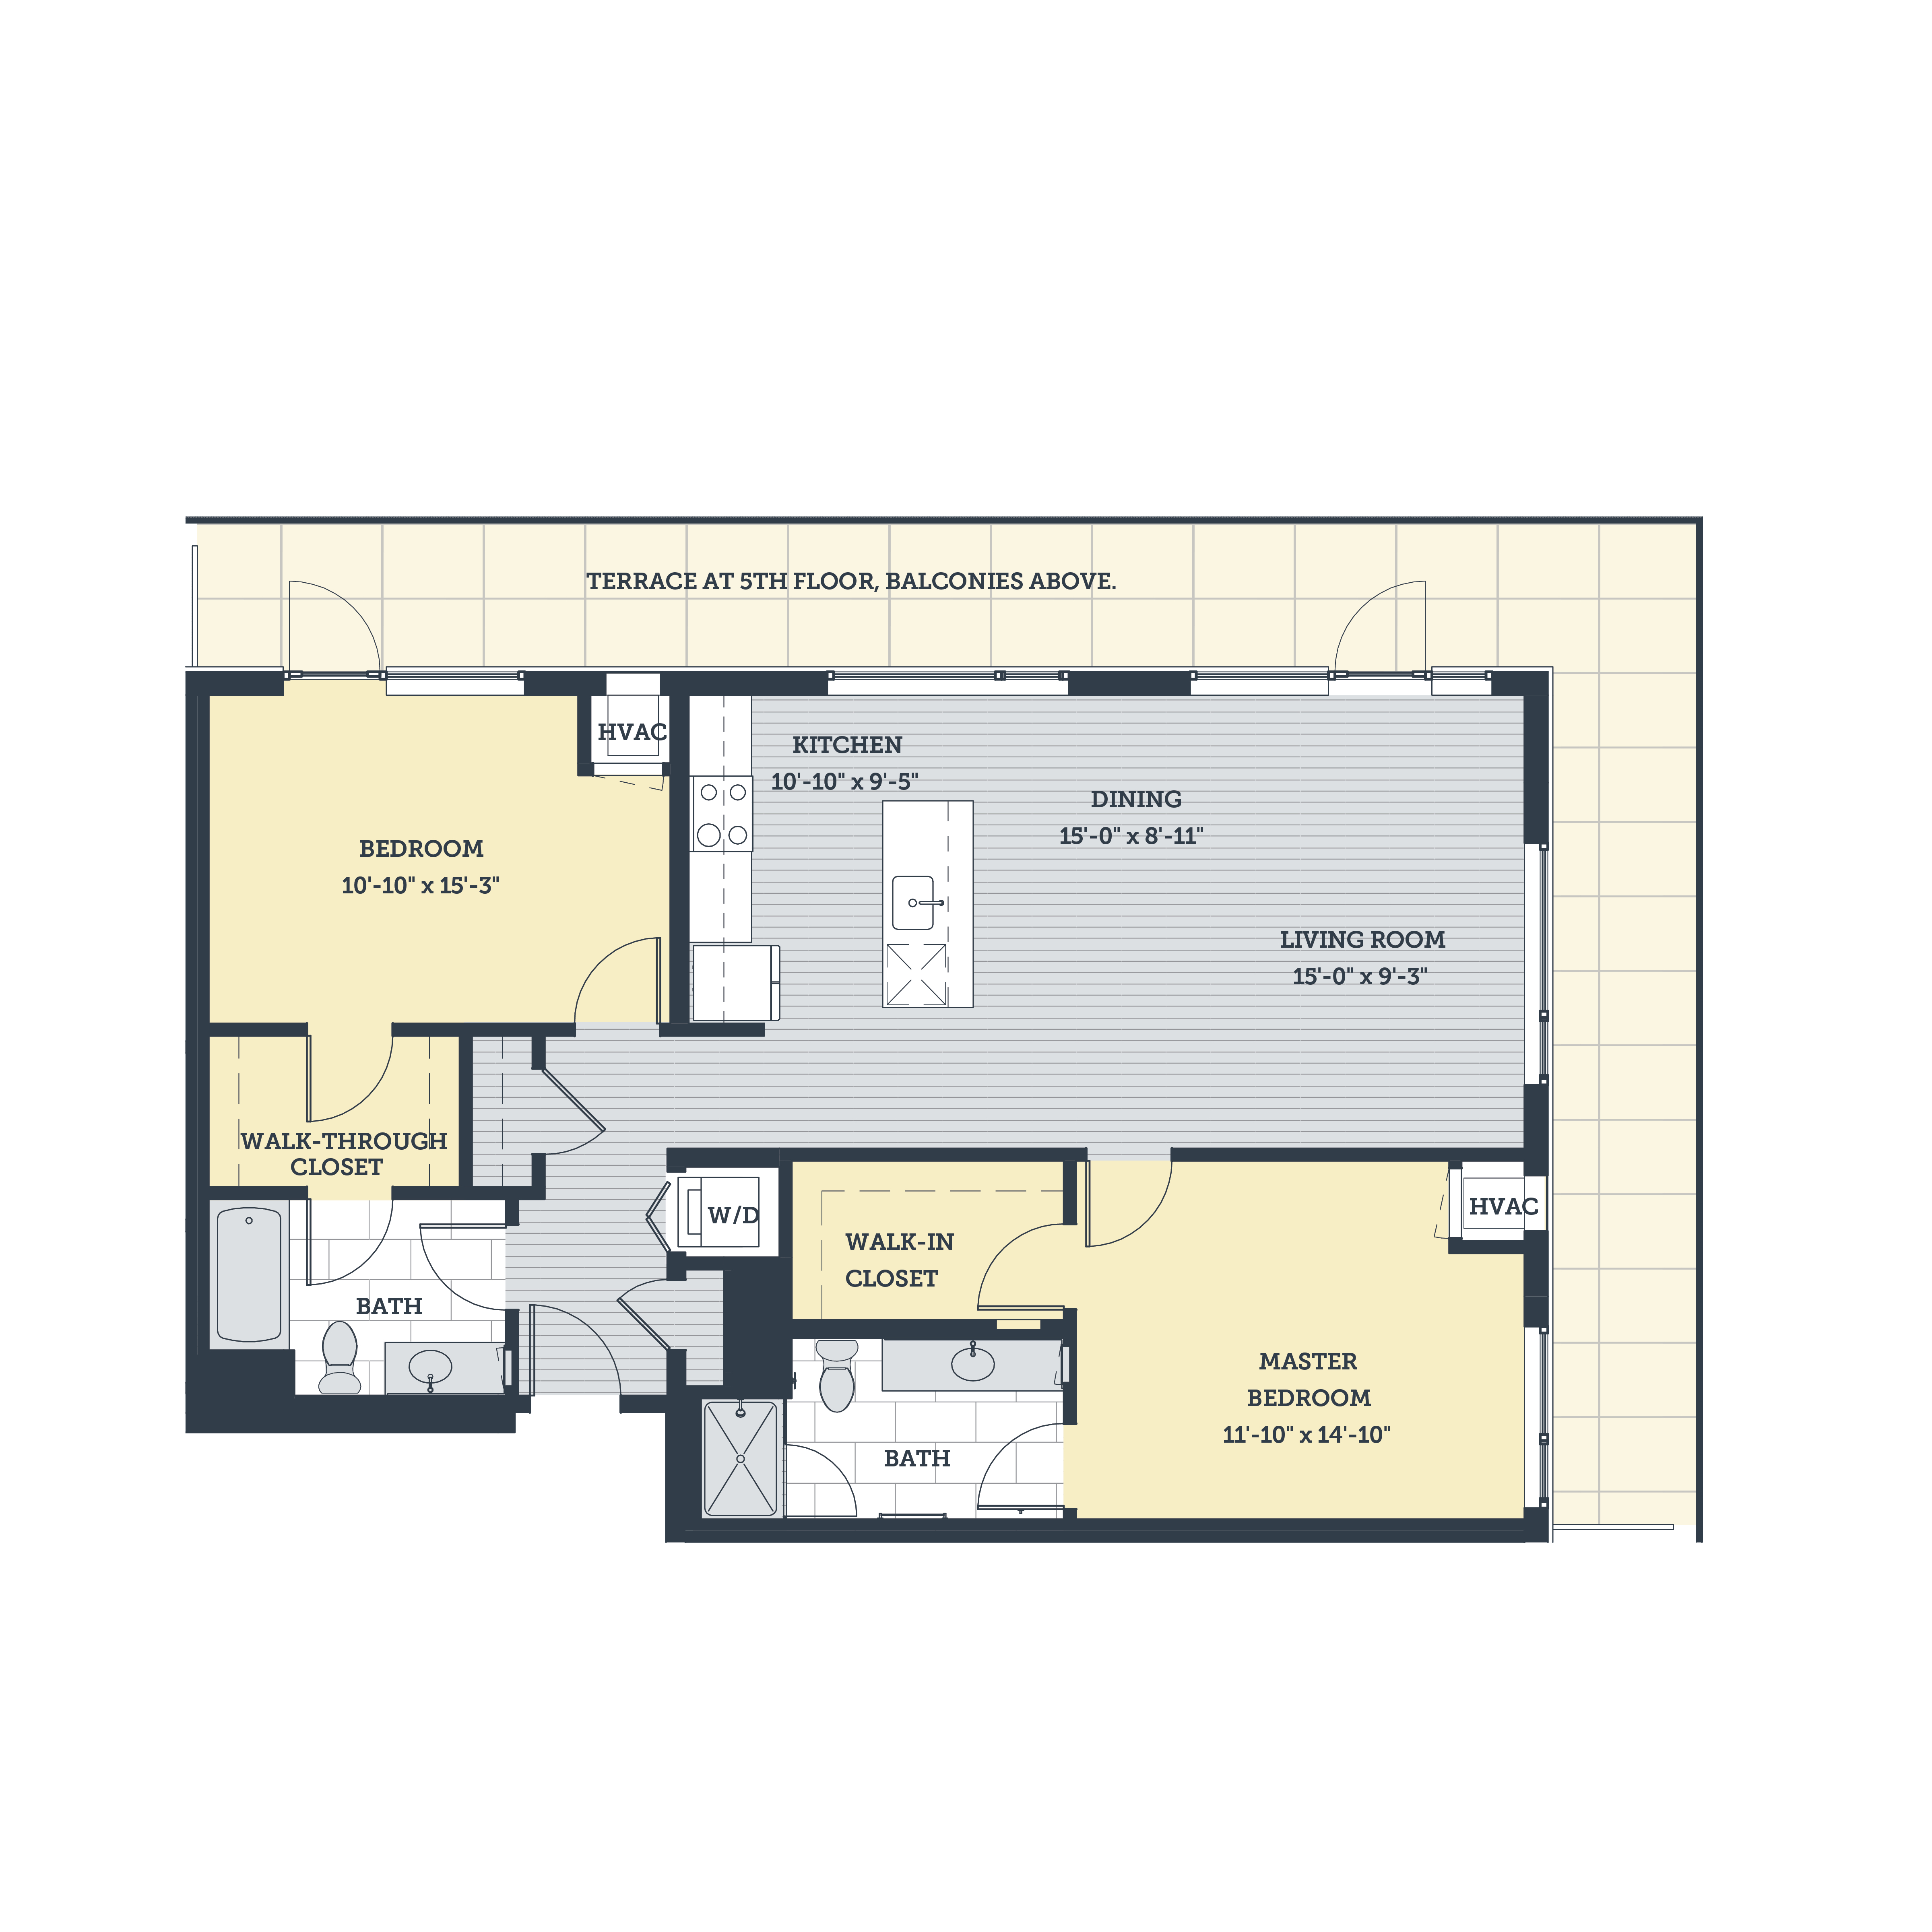 TERRACE AT 5TH FLOOR, BALCONIES ABOVE.
HVAC
KITCHEN
10'-10" x 9'-5"
DINING
15'-0" x 8'-11"
BEDROOM
10'-10" x 15'-3"
LIVING ROOM
15'-0" x 9'-3"
WALK-THROUGH
CLOSET
W/D
HVAC
WALK-IN
CLOSET
BATH
MASTER
BEDROOM
11'-10" x 14'-10"
BATH